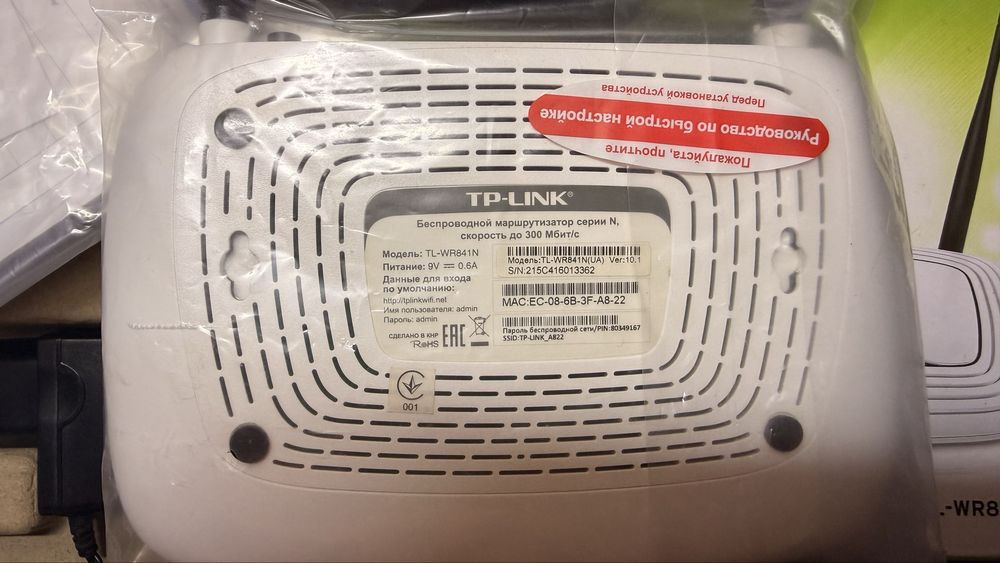 Пожалуйста, прочтите
Руководство по быстрой настройке
Перед установкой устройства
TP-LINK®
Беспроводной маршрутизатор серии N,
скорость до 300 Мбит/с
Модель: TL-WR841N
Питание: 9V ⎓ 0.6A
Данные для входа
по умолчанию:
http://tplinkwifi.net
Имя пользователя: admin
Пароль: admin
СДЕЛАНО В КНР
RoHS
EAC
Модель:TL-WR841N(UA) Ver:10.1
S/N:215C416013362
MAC:EC-08-6B-3F-A8-22
Пароль беспроводной сети/PIN:80349167
SSID:TP-LINK_A822
001
L-WR8